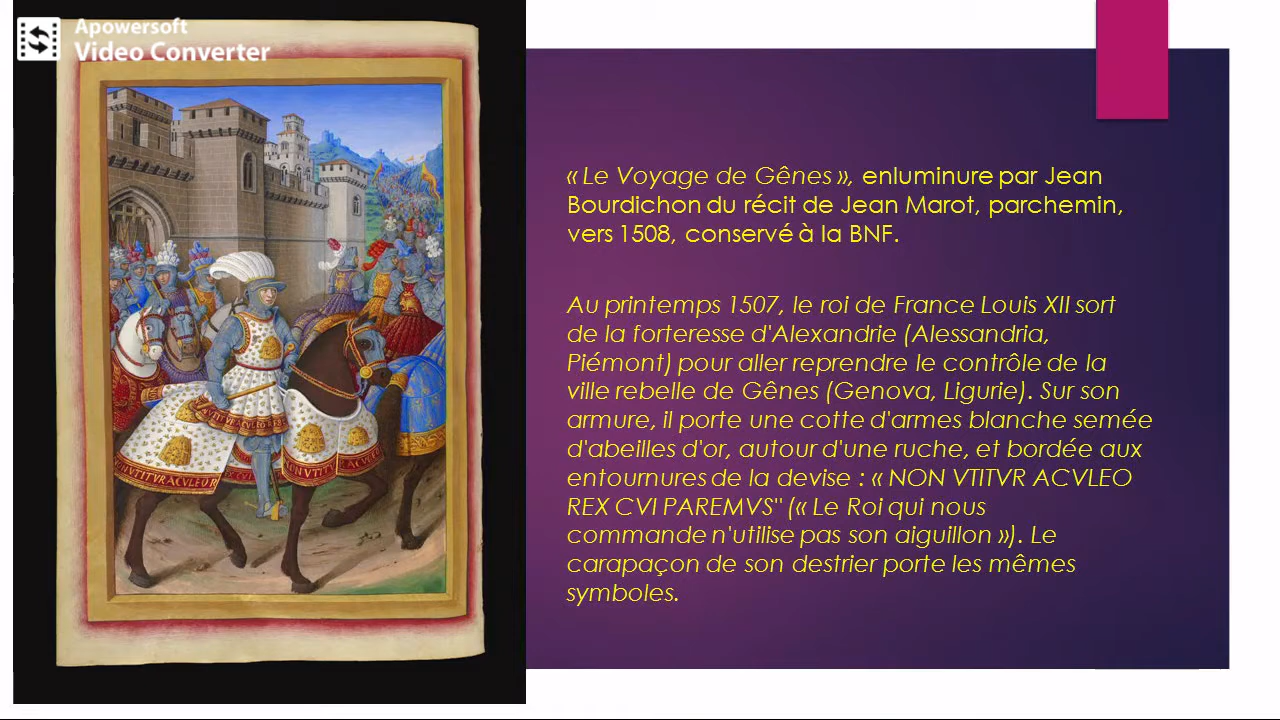 Apowersoft
Video Converter
« Le Voyage de Gênes », enluminure par Jean
Bourdichon du récit de Jean Marot, parchemin,
vers 1508, conservé à la BNF.
Au printemps 1507, le roi de France Louis XII sort
de la forteresse d'Alexandrie (Alessandria,
Piémont) pour aller reprendre le contrôle de la
ville rebelle de Gênes (Genova, Ligurie). Sur son
armure, il porte une cotte d'armes blanche semée
d'abeilles d'or, autour d'une ruche, et bordée aux
entournures de la devise : « NON VTITVR ACVLEO
REX CVI PAREMVS" (« Le Roi qui nous
commande n'utilise pas son aiguillon »). Le
carapaçon de son destrier porte les mêmes
symboles.